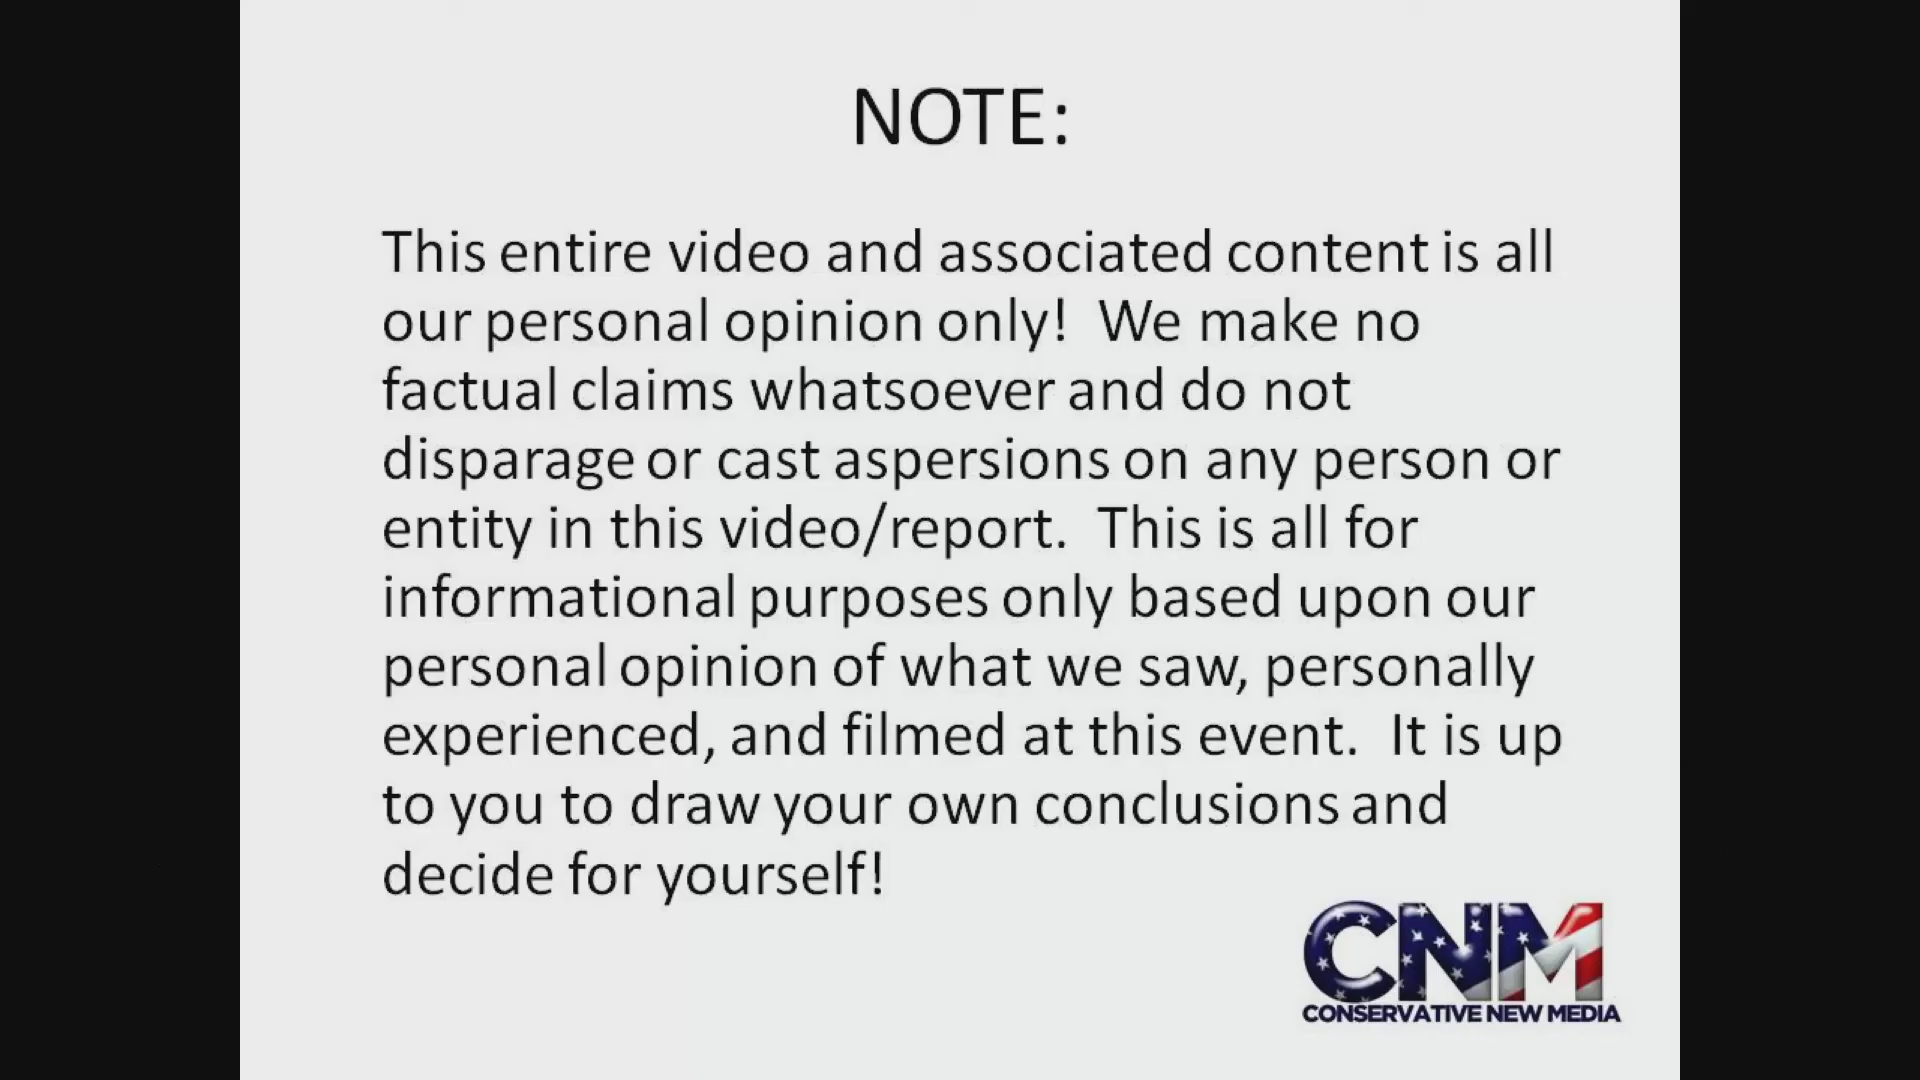 NOTE:
This entire video and associated content is all
our personal opinion only!  We make no
factual claims whatsoever and do not
disparage or cast aspersions on any person or
entity in this video/report.  This is all for
informational purposes only based upon our
personal opinion of what we saw, personally
experienced, and filmed at this event.  It is up
to you to draw your own conclusions and
decide for yourself!
CNM
CONSERVATIVE NEW MEDIA